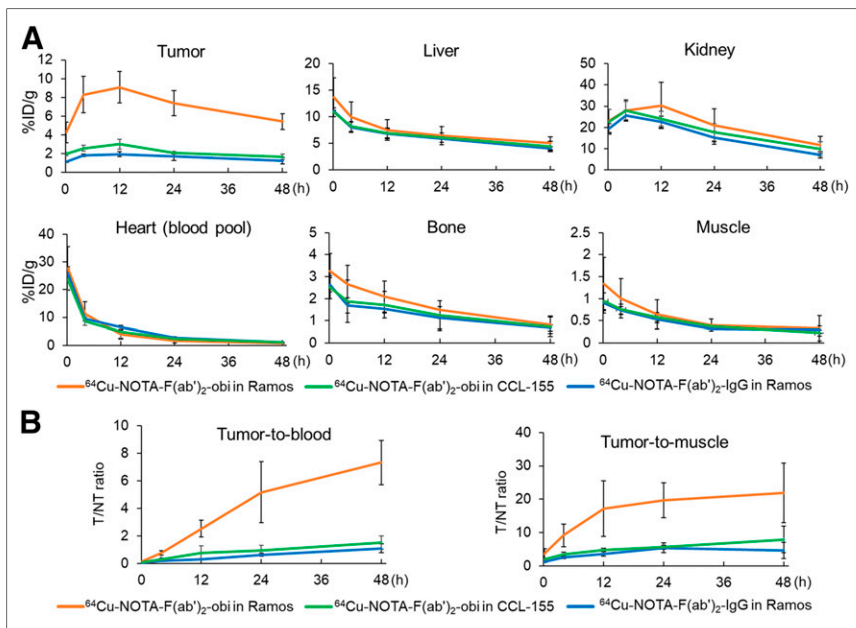 A
Tumor
Liver
Kidney
%ID/g
12
10
8
6
4
2
0
0 12 24 36 48 (h)
20
15
10
5
0
0 12 24 36 48 (h)
50
40
30
20
10
0
0 12 24 36 48 (h)
Heart (blood pool)
Bone
Muscle
%ID/g
40
30
20
10
0
0 12 24 36 48 (h)
5
4
3
2
1
0
0 12 24 36 48 (h)
2.5
2
1.5
1
0.5
0
0 12 24 36 48 (h)
⁶⁴Cu-NOTA-F(ab')₂-obi in Ramos ⁶⁴Cu-NOTA-F(ab')₂-obi in CCL-155 ⁶⁴Cu-NOTA-F(ab')₂-IgG in Ramos
B
Tumor-to-blood
Tumor-to-muscle
T/NT ratio
10
8
6
4
2
0
0 12 24 36 48 (h)
T/NT ratio
40
30
20
10
0
0 12 24 36 48 (h)
⁶⁴Cu-NOTA-F(ab')₂-obi in Ramos ⁶⁴Cu-NOTA-F(ab')₂-obi in CCL-155 ⁶⁴Cu-NOTA-F(ab')₂-IgG in Ramos